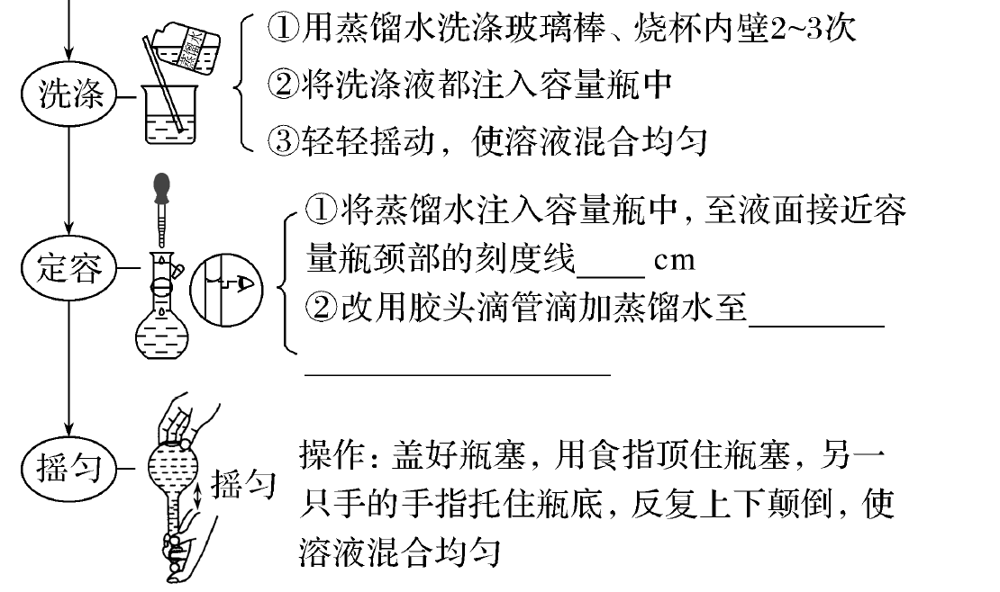 ①用蒸馏水洗涤玻璃棒、烧杯内壁2~3次
蒸馏水
洗涤
②将洗涤液都注入容量瓶中
③轻轻摇动，使溶液混合均匀
①将蒸馏水注入容量瓶中，至液面接近容
量瓶颈部的刻度线____ cm
定容
②改用胶头滴管滴加蒸馏水至________
__________________
摇匀
摇匀
操作：盖好瓶塞，用食指顶住瓶塞，另一
只手的手指托住瓶底，反复上下颠倒，使
溶液混合均匀